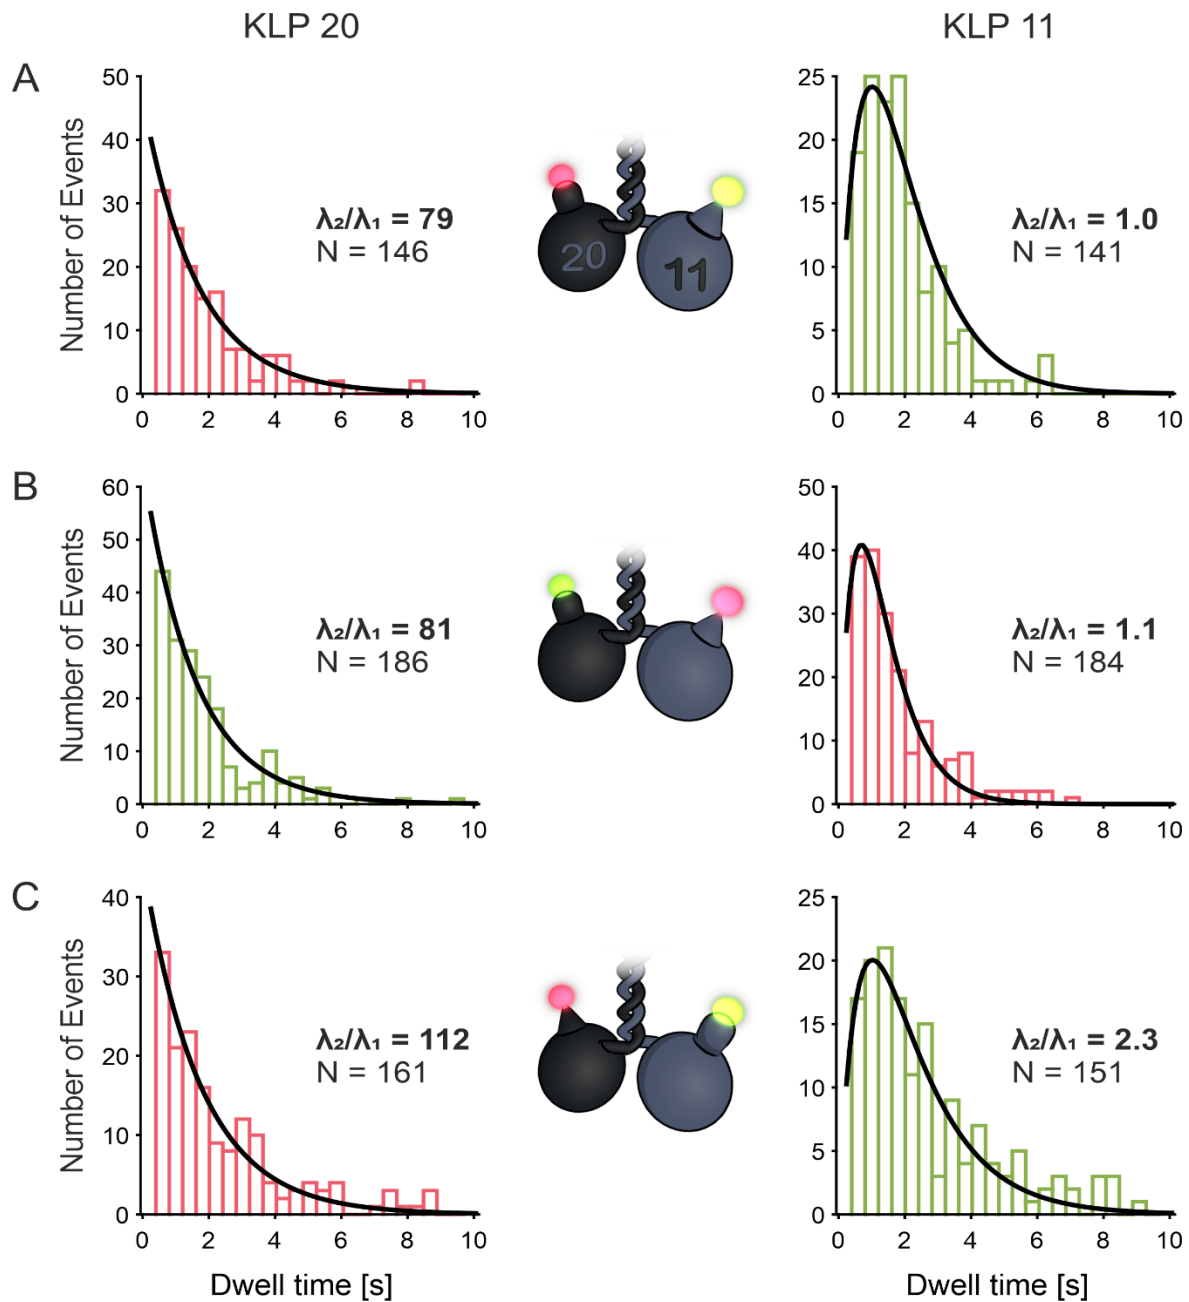 KLP 20
KLP 11
A
Number of Events
50
40
30
20
10
0
0 2 4 6 8 10
λ₂/λ₁ = 79
N = 146
20
11
25
20
15
10
5
0
0 2 4 6 8 10
λ₂/λ₁ = 1.0
N = 141
B
Number of Events
60
50
40
30
20
10
0
0 2 4 6 8 10
λ₂/λ₁ = 81
N = 186
50
40
30
20
10
0
0 2 4 6 8 10
λ₂/λ₁ = 1.1
N = 184
C
Number of Events
40
30
20
10
0
0 2 4 6 8 10
Dwell time [s]
λ₂/λ₁ = 112
N = 161
25
20
15
10
5
0
0 2 4 6 8 10
Dwell time [s]
λ₂/λ₁ = 2.3
N = 151